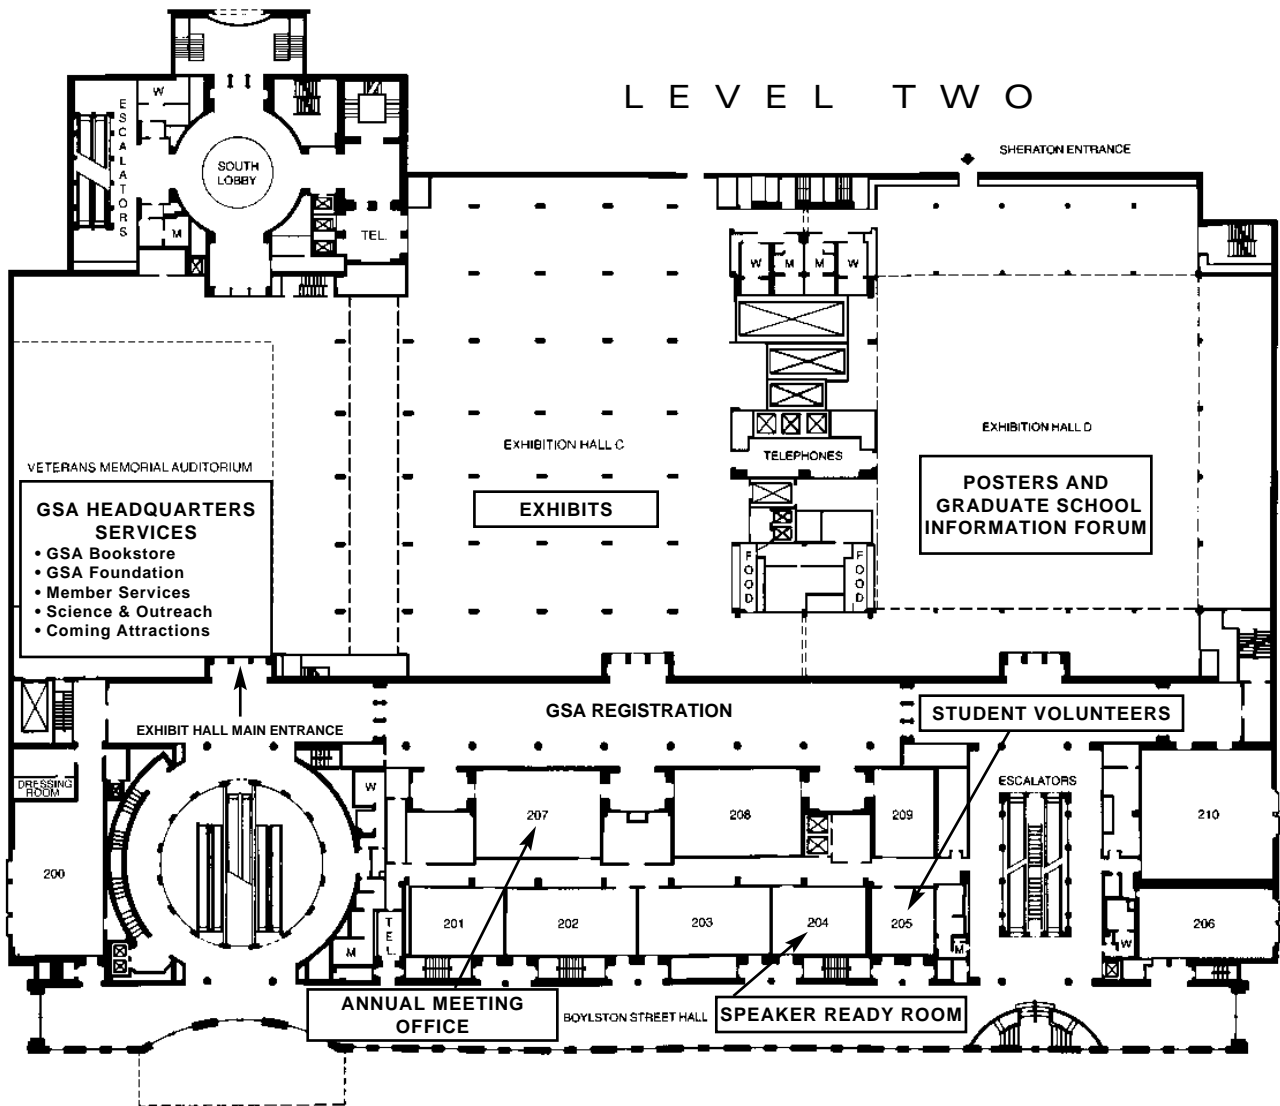 LEVEL TWO
SHERATON ENTRANCE
W
ESCALATORS
SOUTH
LOBBY
M
TEL.
W
M
M
W
EXHIBITION HALL C
EXHIBITION HALL D
TELEPHONES
VETERANS MEMORIAL AUDITORIUM
GSA HEADQUARTERS
SERVICES
• GSA Bookstore
• GSA Foundation
• Member Services
• Science & Outreach
• Coming Attractions
EXHIBITS
POSTERS AND
GRADUATE SCHOOL
INFORMATION FORUM
FOOD
FOOD
EXHIBIT HALL MAIN ENTRANCE
GSA REGISTRATION
STUDENT VOLUNTEERS
DRESSING
ROOM
W
ESCALATORS
207
208
209
210
200
201
202
203
204
205
206
TEL.
M
M
W
ANNUAL MEETING
OFFICE
BOYLSTON STREET HALL
SPEAKER READY ROOM